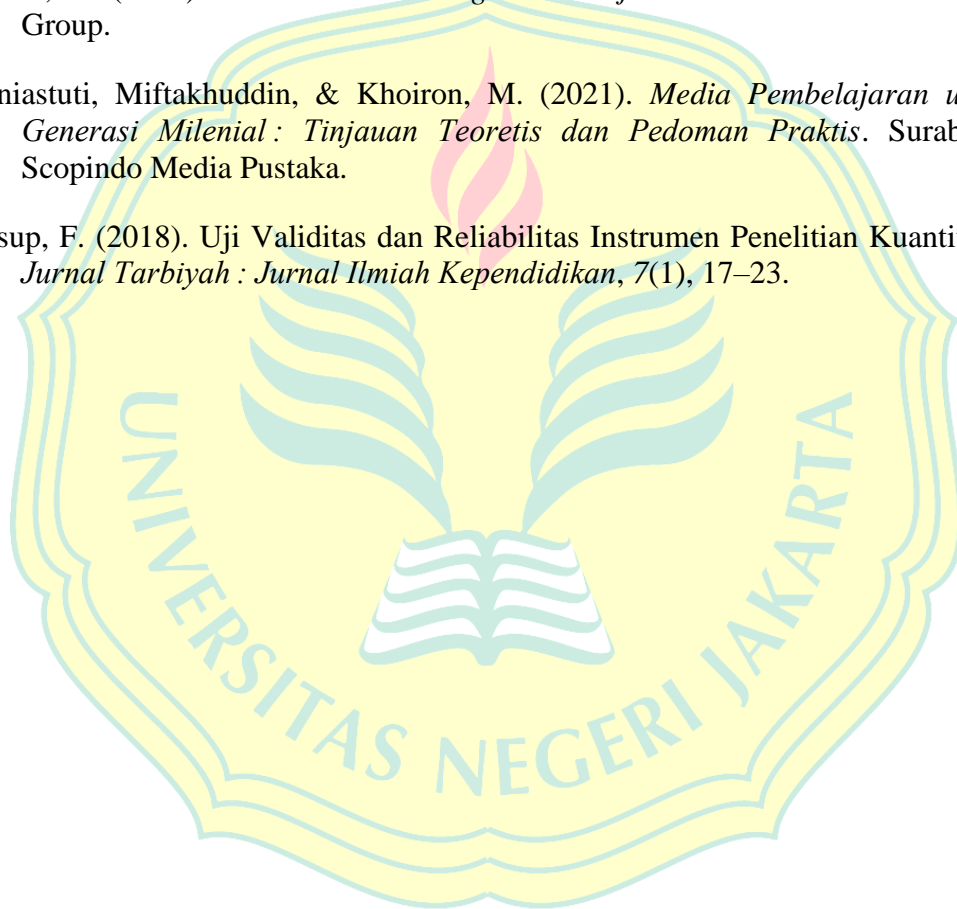 Group.
niastuti, Miftakhuddin, & Khoiron, M. (2021). Media Pembelajaran u
Generasi Milenial : Tinjauan Teoretis dan Pedoman Praktis. Surab
Scopindo Media Pustaka.
sup, F. (2018). Uji Validitas dan Reliabilitas Instrumen Penelitian Kuantit
Jurnal Tarbiyah : Jurnal Ilmiah Kependidikan, 7(1), 17–23.
UNIVERSITAS NEGERI JAKARTA